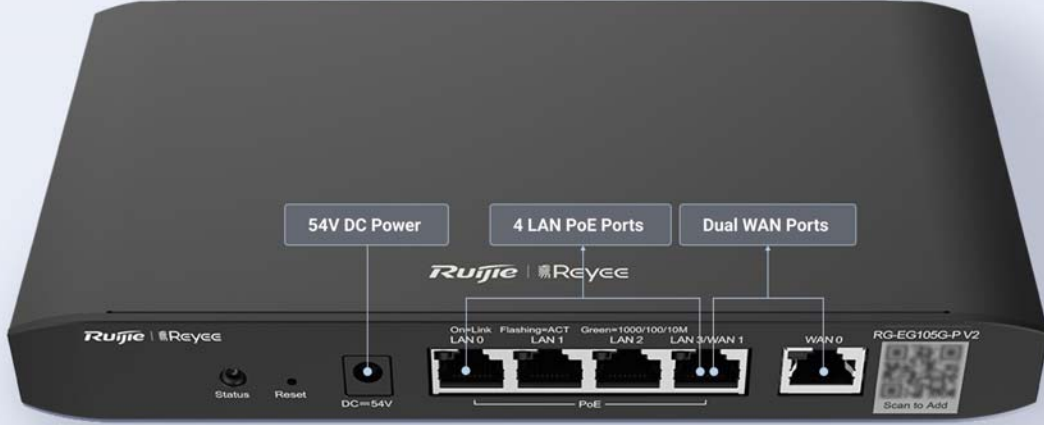 54V DC Power
4 LAN PoE Ports
Dual WAN Ports
Ruijie | Reyee
Ruijie | Reyee
On=Link Flashing=ACT Green=1000/100/10M
LAN 0 LAN 1 LAN 2 LAN 3/WAN 1 WAN 0
RG-EG105G-P V2
Status
Reset
DC⎓54V
PoE
Scan to Add